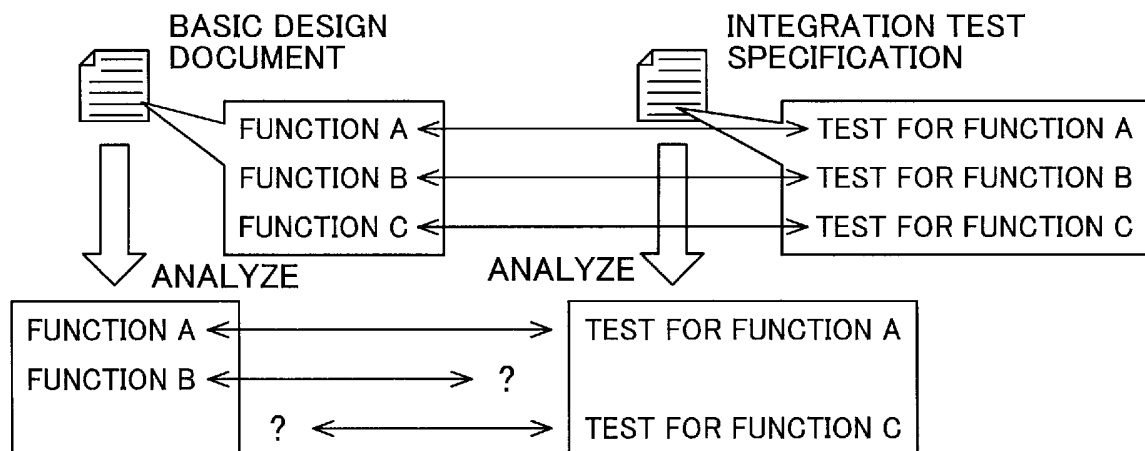 BASIC DESIGN
DOCUMENT
INTEGRATION TEST
SPECIFICATION
FUNCTION A
TEST FOR FUNCTION A
FUNCTION B
TEST FOR FUNCTION B
FUNCTION C
TEST FOR FUNCTION C
ANALYZE
ANALYZE
FUNCTION A
TEST FOR FUNCTION A
FUNCTION B
?
?
TEST FOR FUNCTION C